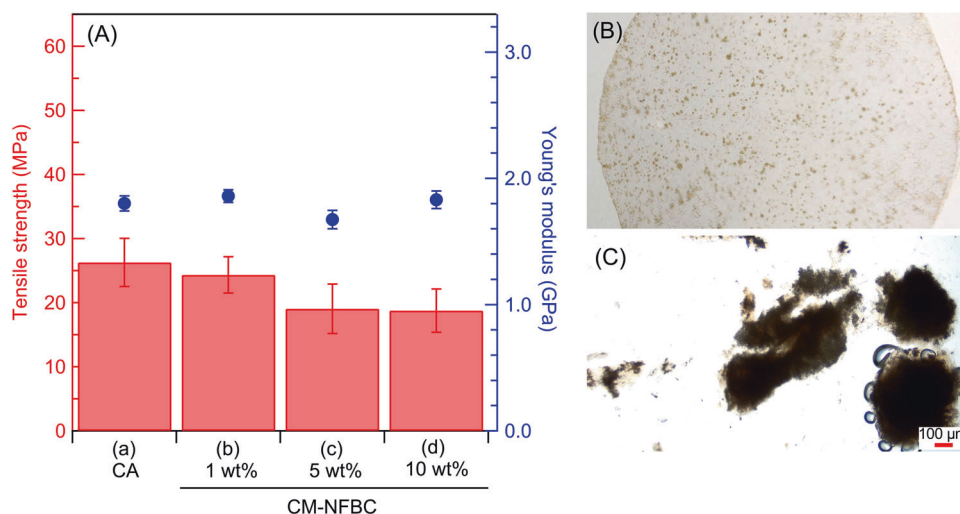 (A)
Tensile strength (MPa)
60
50
40
30
20
10
0
3.0
2.0
1.0
0.0
Young's modulus (GPa)
(a) (b) (c) (d)
CA 1 wt% 5 wt% 10 wt%
CM-NFBC
(B)
(C)
100 μm